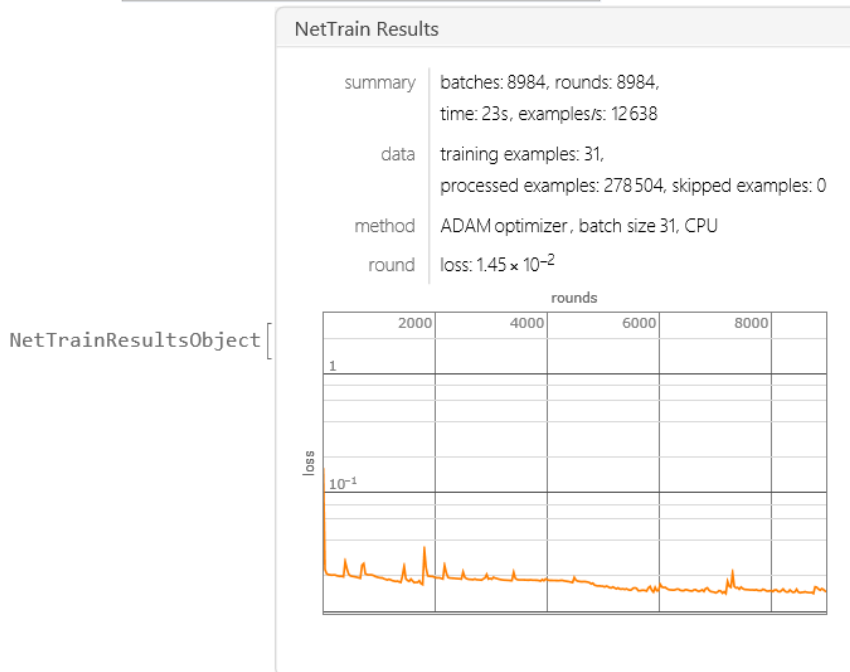 NetTrain Results
summary batches: 8984, rounds: 8984,
time: 23s, examples/s: 12638
data training examples: 31,
processed examples: 278504, skipped examples: 0
method ADAM optimizer, batch size 31, CPU
round loss: 1.45 × 10⁻²
NetTrainResultsObject[
rounds
2000 4000 6000 8000
1
loss
10⁻¹